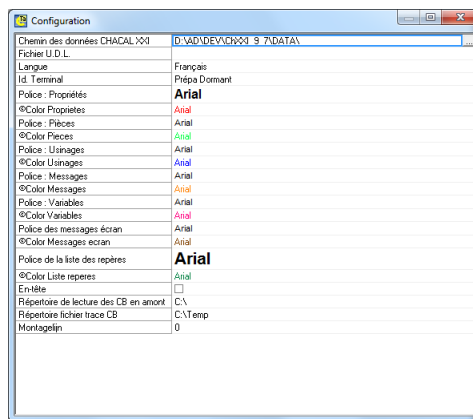 Configuration
Chemin des données CHACAL XXI D:\AD\DEV\ChXXI_9_7\DATA\ ...
Fichier U.D.L.
Langue Français
Id. Terminal Prépa Dormant
Police : Propriétés Arial
©Color Proprietes Arial
Police : Pièces Arial
©Color Pieces Arial
Police : Usinages Arial
©Color Usinages Arial
Police : Messages Arial
©Color Messages Arial
Police : Variables Arial
©Color Variables Arial
Police des messages écran Arial
©Color Messages ecran Arial
Police de la liste des repères Arial
©Color Liste reperes Arial
En-tête
Répertoire de lecture des CB en amont C:\
Répertoire fichier trace CB C:\Temp
Montagelijn 0